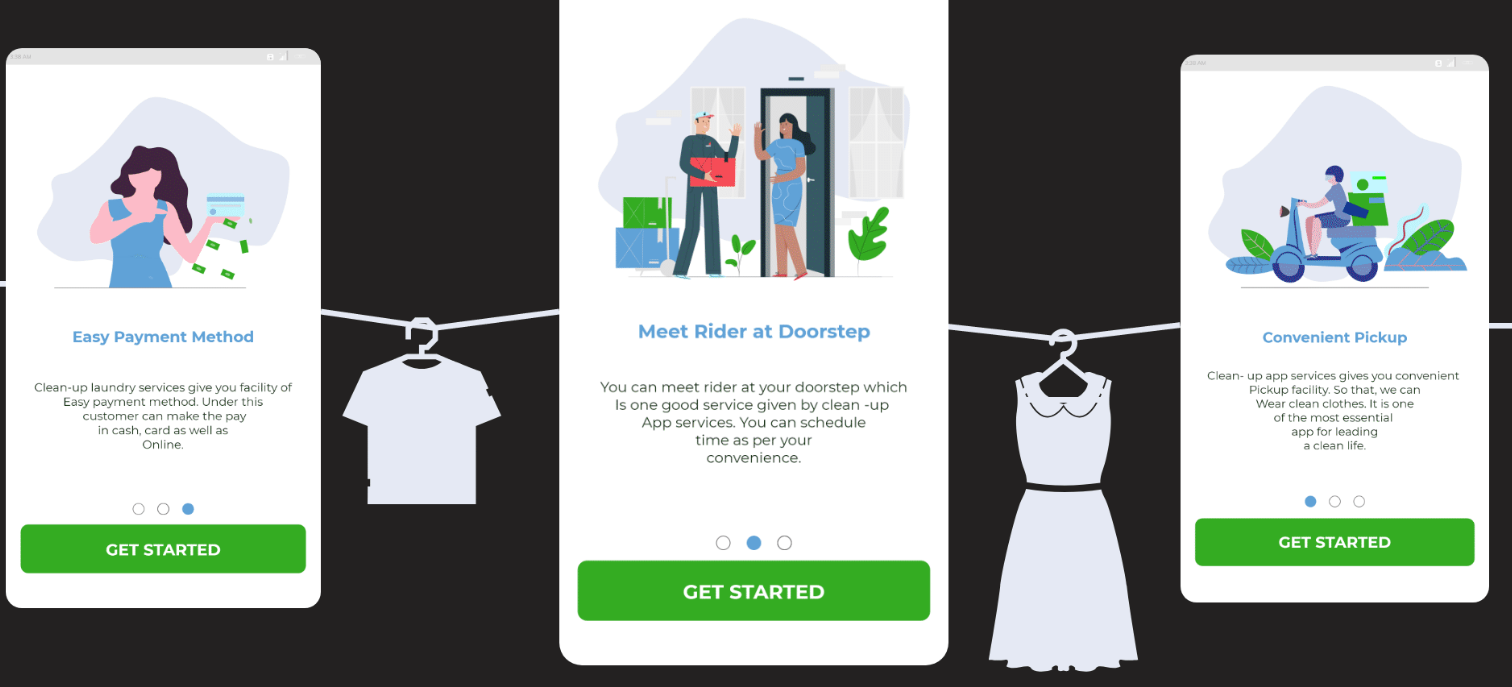 Easy Payment Method
Clean-up laundry services give you facility of
Easy payment method. Under this
customer can make the pay
in cash, card as well as
Online.
GET STARTED
Meet Rider at Doorstep
You can meet rider at your doorstep which
Is one good service given by clean -up
App services. You can schedule
time as per your
convenience.
GET STARTED
Convenient Pickup
Clean- up app services gives you convenient
Pickup facility. So that, we can
Wear clean clothes. It is one
of the most essential
app for leading
a clean life.
GET STARTED